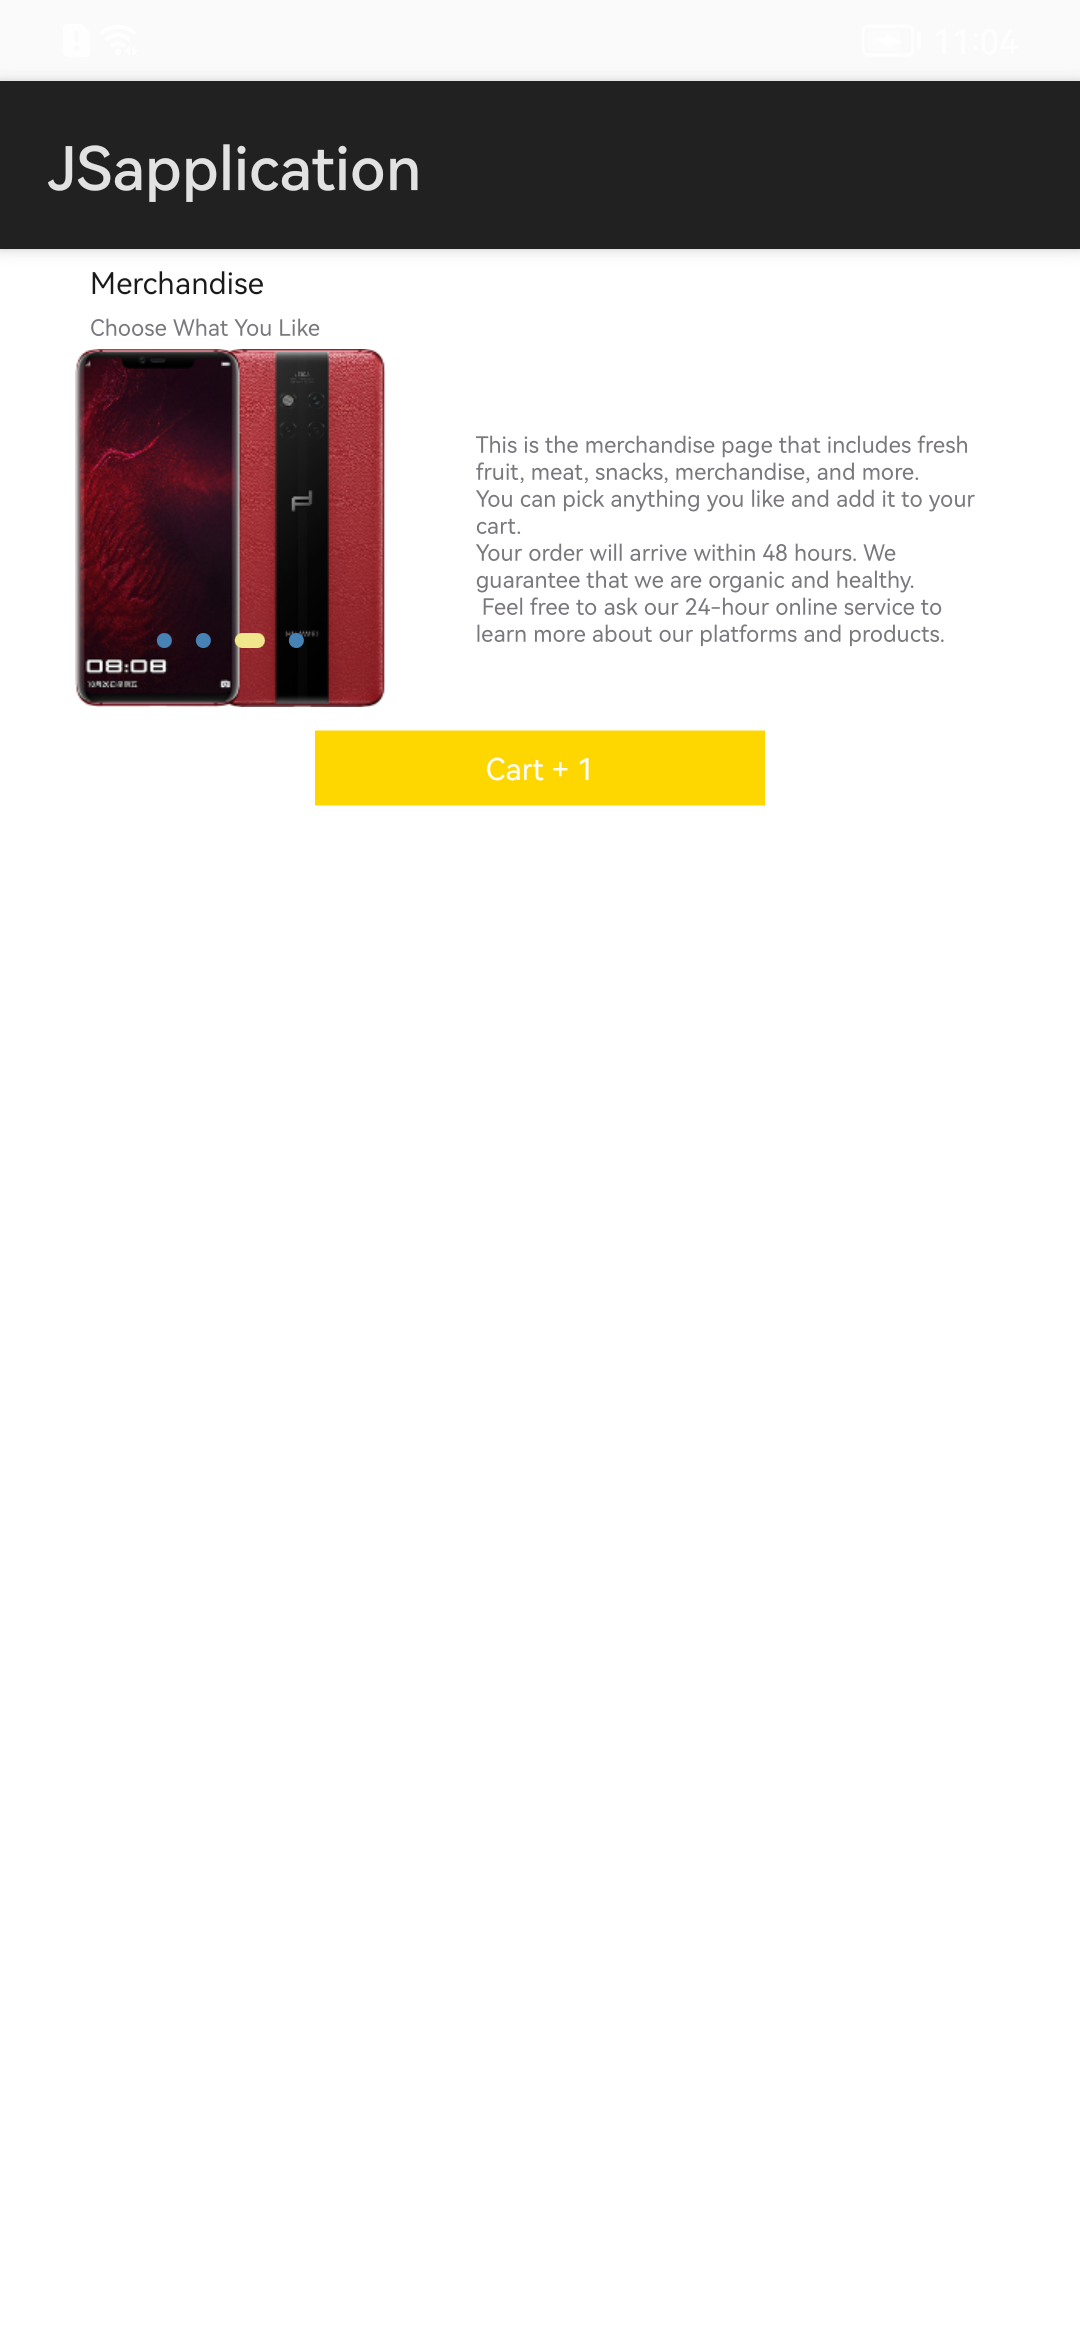 11:04
JSapplication
Merchandise
Choose What You Like
This is the merchandise page that includes fresh
fruit, meat, snacks, merchandise, and more.
You can pick anything you like and add it to your
cart.
Your order will arrive within 48 hours. We
guarantee that we are organic and healthy.
Feel free to ask our 24-hour online service to
learn more about our platforms and products.
08:08
Cart + 1